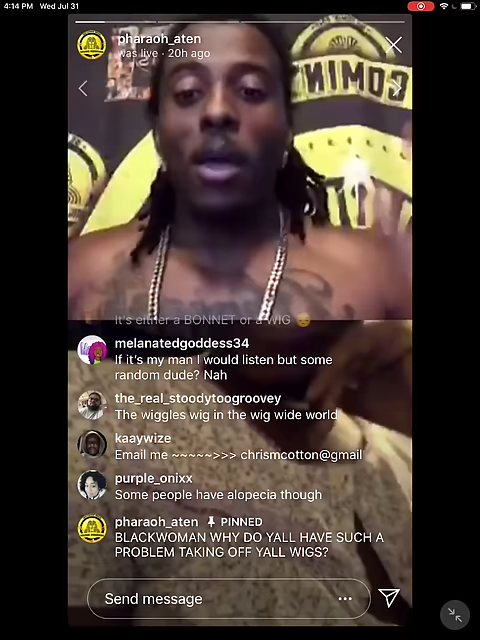 4:14 PM Wed Jul 31
pharaoh_aten
was live · 20h ago
COMIN
It's either a BONNET or a WIG 😔
melanatedgoddess34
If it's my man I would listen but some
random dude? Nah
the_real_stoodytoogroovey
The wiggles wig in the wig wide world
kaaywize
Email me ~~~~~>>> chrismcotton@gmail
purple_onixx
Some people have alopecia though
pharaoh_aten PINNED
BLACKWOMAN WHY DO YALL HAVE SUCH A
PROBLEM TAKING OFF YALL WIGS?
Send message